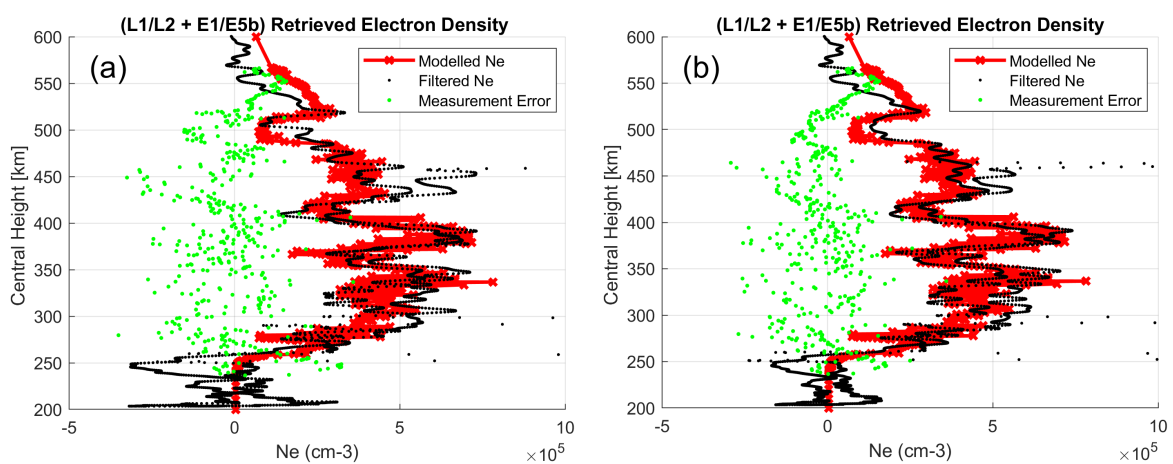 (L1/L2 + E1/E5b) Retrieved Electron Density
(a)
Modelled Ne
Filtered Ne
Measurement Error
Central Height [km]
600
550
500
450
400
350
300
250
200
-5
0
5
10
Ne (cm-3)
×10^5
(L1/L2 + E1/E5b) Retrieved Electron Density
(b)
Modelled Ne
Filtered Ne
Measurement Error
Central Height [km]
600
550
500
450
400
350
300
250
200
-5
0
5
10
Ne (cm-3)
×10^5